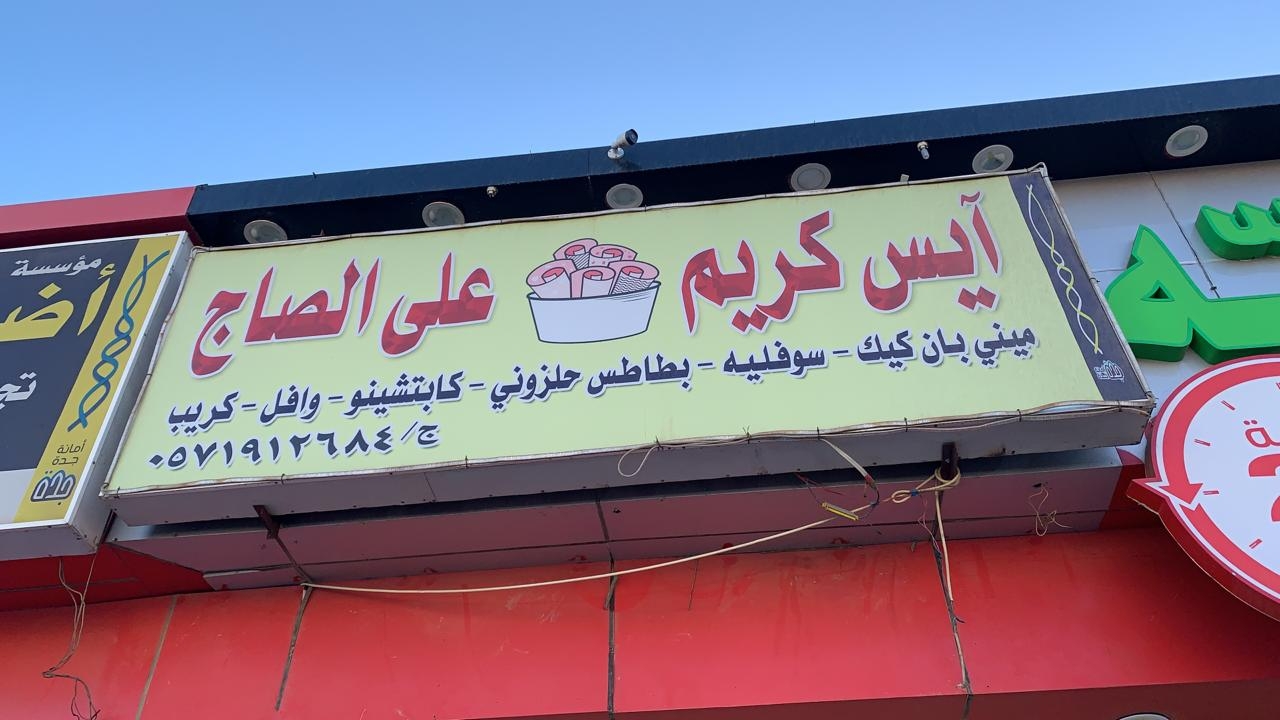 آيس كريم على الصاج
ميني بان كيك - سوفليه - بطاطس حلزوني - كابتشينو - وافل - كريب
ج/ ٠٥٧١٩١٢٦٨٤
مؤسسة
أمانة
جدة